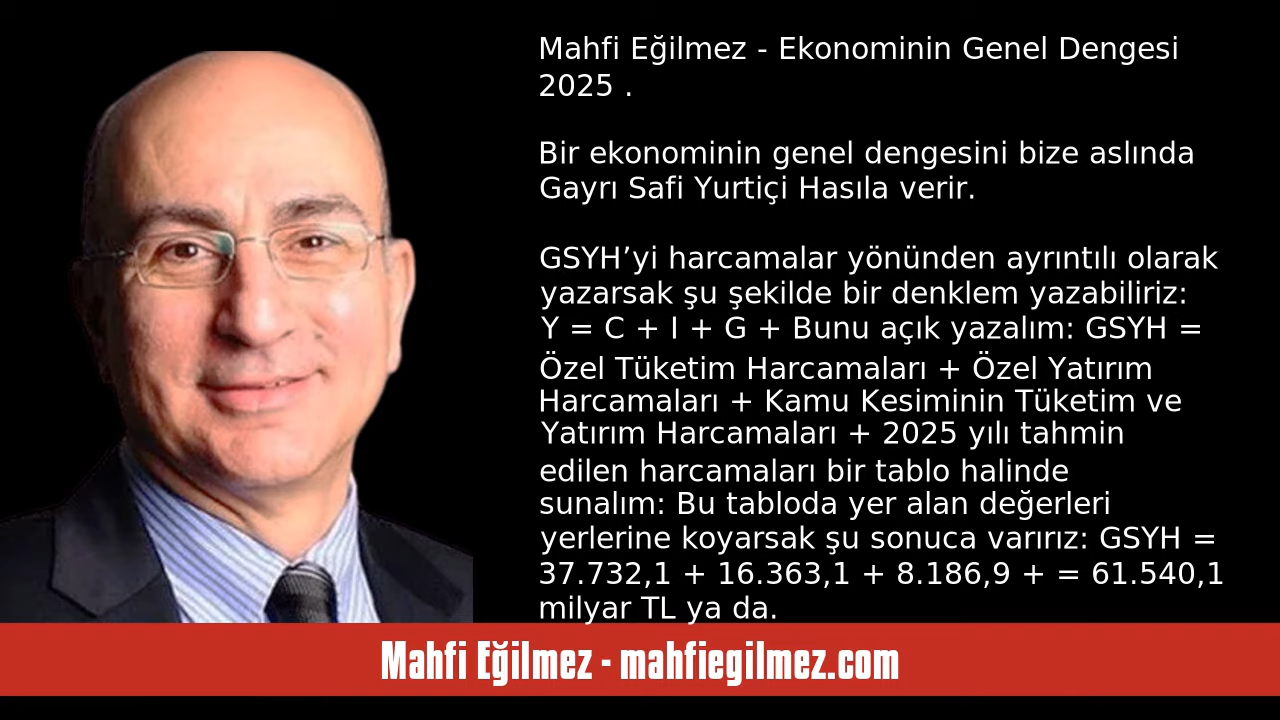 Mahfi Eğilmez - Ekonominin Genel Dengesi
2025 .
Bir ekonominin genel dengesini bize aslında
Gayrı Safi Yurtiçi Hasıla verir.
GSYH’yi harcamalar yönünden ayrıntılı olarak
yazarsak şu şekilde bir denklem yazabiliriz:
Y = C + I + G + Bunu açık yazalım: GSYH =
Özel Tüketim Harcamaları + Özel Yatırım
Harcamaları + Kamu Kesiminin Tüketim ve
Yatırım Harcamaları + 2025 yılı tahmin
edilen harcamaları bir tablo halinde
sunalım: Bu tabloda yer alan değerleri
yerlerine koyarsak şu sonuca varırız: GSYH =
37.732,1 + 16.363,1 + 8.186,9 + = 61.540,1
milyar TL ya da.
Mahfi Eğilmez - mahfiegilmez.com